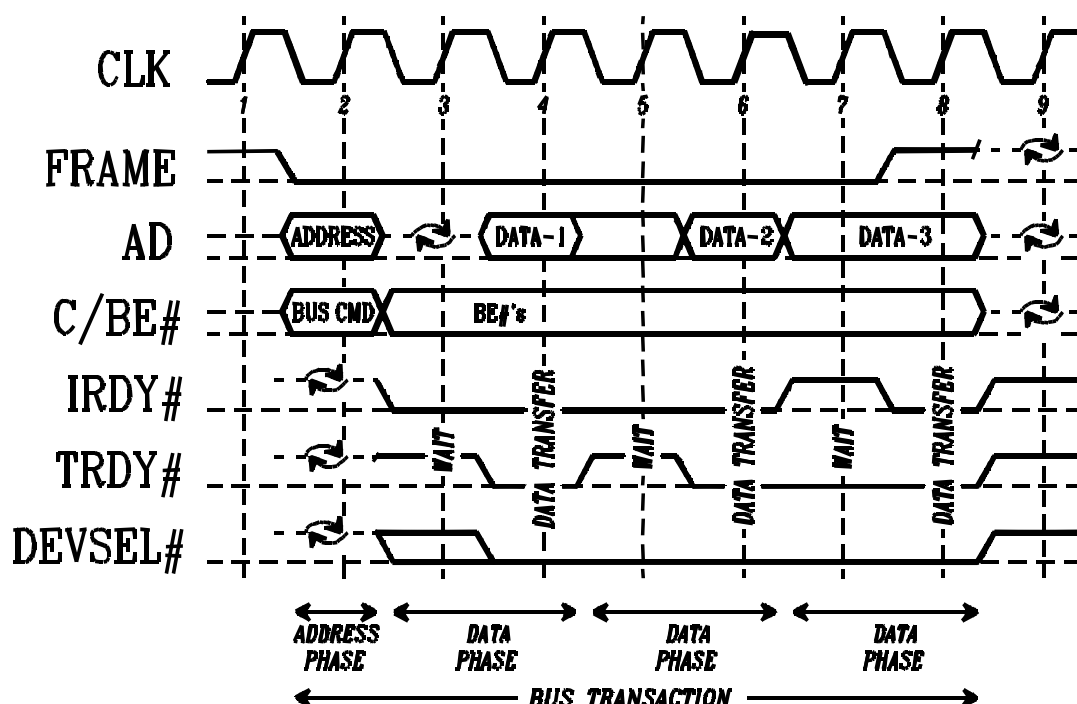 CLK
1 2 3 4 5 6 7 8 9
FRAME
AD
ADDRESS DATA-1 DATA-2 DATA-3
C/BE#
BUS CMD BE#'s
IRDY#
TRDY#
WAIT DATA TRANSFER WAIT DATA TRANSFER WAIT DATA TRANSFER
DEVSEL#
ADDRESS PHASE
DATA PHASE
DATA PHASE
DATA PHASE
BUS TRANSACTION